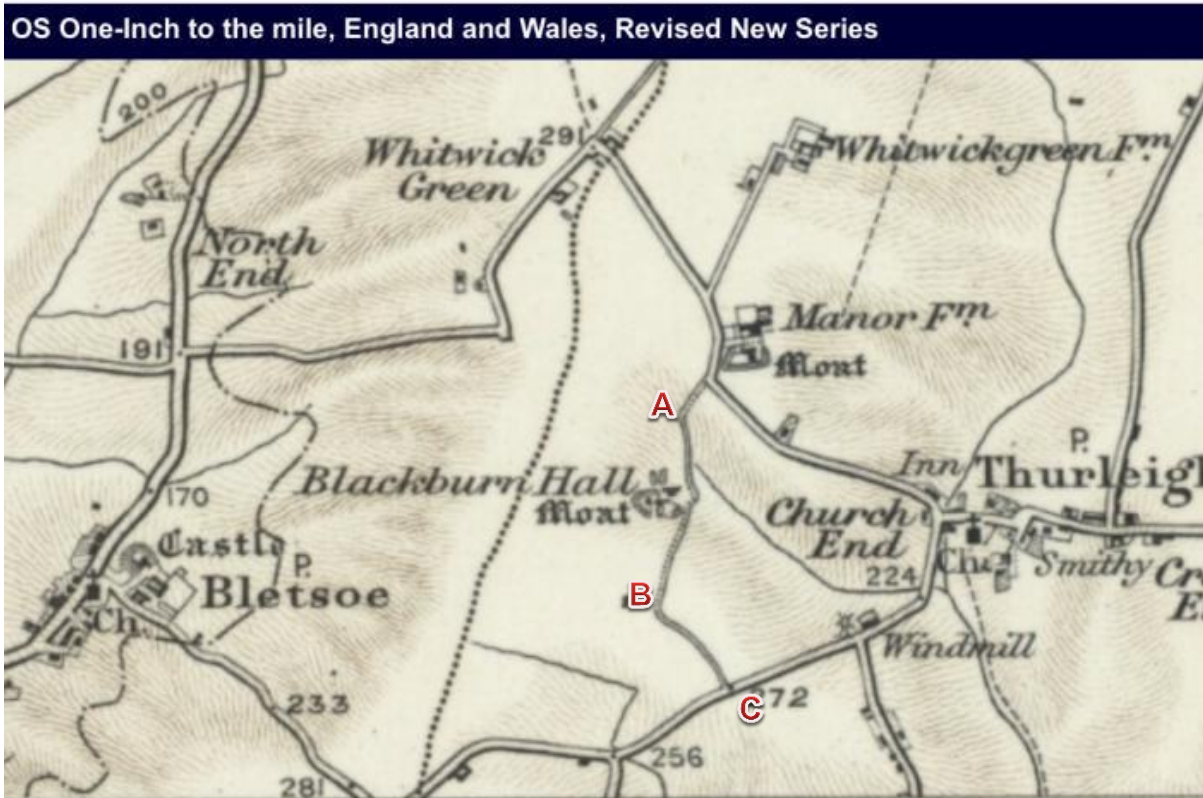 OS One-Inch to the mile, England and Wales, Revised New Series
200
Whitwick
Green
291
Whitwickgreen Fm
North
End
Manor Fm
Moat
191
A
P.
Inn
Thurleigh
Blackburn Hall
Moat
170
Church
End
Castle
P.
Bletsoe
Ch.
224
Ch.
Smithy
B
Windmill
233
C
272
256
281